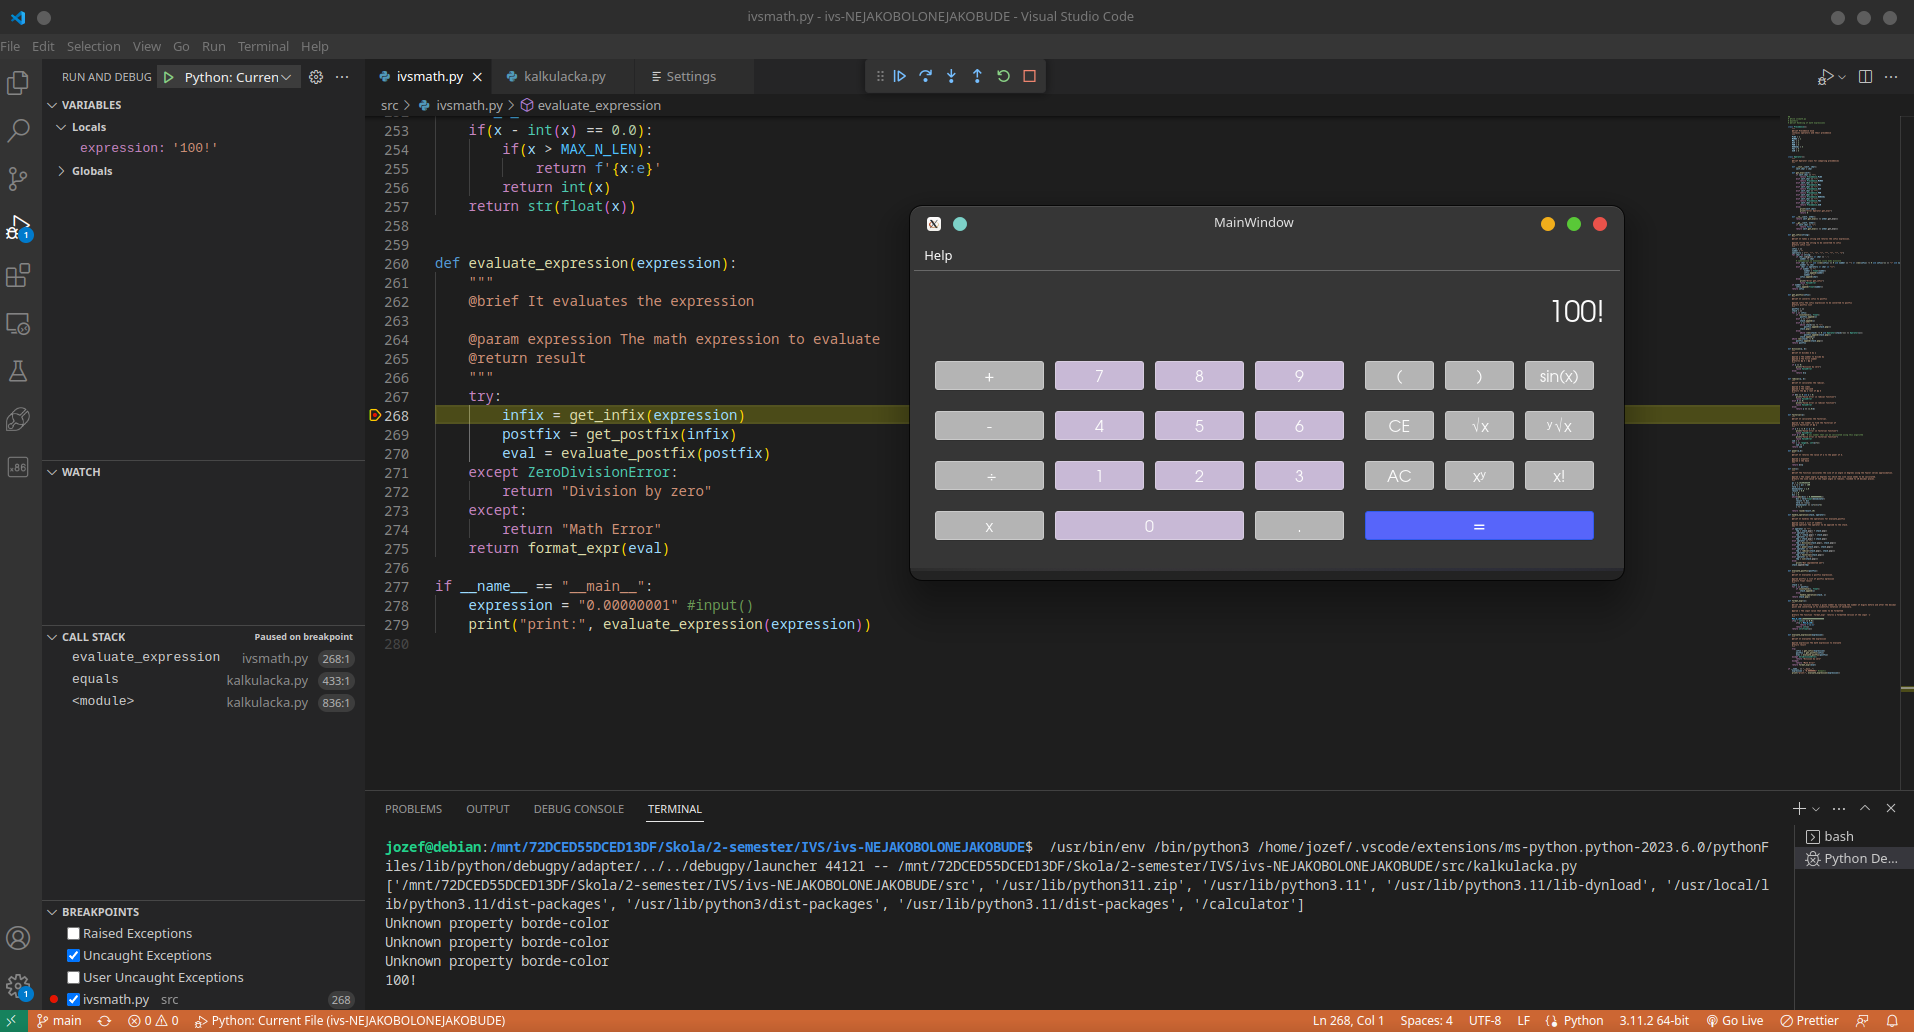 ivsmath.py - ivs-NEJAKOBOLONEJAKOBUDE - Visual Studio Code
File Edit Selection View Go Run Terminal Help
RUN AND DEBUG Python: Curren
ivsmath.py kalkulacka.py Settings
src > ivsmath.py > evaluate_expression
VARIABLES
Locals
expression: '100!'
Globals
WATCH
CALL STACK Paused on breakpoint
evaluate_expression ivsmath.py 268:1
equals kalkulacka.py 433:1
<module> kalkulacka.py 836:1
BREAKPOINTS
Raised Exceptions
Uncaught Exceptions
User Uncaught Exceptions
ivsmath.py src 268
253 if(x - int(x) == 0.0):
254 if(x > MAX_N_LEN):
255 return f'{x:e}'
256 return int(x)
257 return str(float(x))
258
259
260 def evaluate_expression(expression):
261 """
262 @brief It evaluates the expression
263
264 @param expression The math expression to evaluate
265 @return result
266 """
267 try:
268 infix = get_infix(expression)
269 postfix = get_postfix(infix)
270 eval = evaluate_postfix(postfix)
271 except ZeroDivisionError:
272 return "Division by zero"
273 except:
274 return "Math Error"
275 return format_expr(eval)
276
277 if __name__ == "__main__":
278 expression = "0.00000001" #input()
279 print("print:", evaluate_expression(expression))
280
MainWindow
Help
100!
+ 7 8 9 ( ) sin(x)
- 4 5 6 CE √x ʸ√x
÷ 1 2 3 AC xʸ x!
x 0 . =
PROBLEMS OUTPUT DEBUG CONSOLE TERMINAL
jozef@debian:/mnt/72DCED55DCED13DF/Skola/2-semester/IVS/ivs-NEJAKOBOLONEJAKOBUDE$ /usr/bin/env /bin/python3 /home/jozef/.vscode/extensions/ms-python.python-2023.6.0/pythonF
iles/lib/python/debugpy/adapter/../../debugpy/launcher 44121 -- /mnt/72DCED55DCED13DF/Skola/2-semester/IVS/ivs-NEJAKOBOLONEJAKOBUDE/src/kalkulacka.py
['/mnt/72DCED55DCED13DF/Skola/2-semester/IVS/ivs-NEJAKOBOLONEJAKOBUDE/src', '/usr/lib/python311.zip', '/usr/lib/python3.11', '/usr/lib/python3.11/lib-dynload', '/usr/local/l
ib/python3.11/dist-packages', '/usr/lib/python3/dist-packages', '/usr/lib/python3.11/dist-packages', '/calculator']
Unknown property borde-color
Unknown property borde-color
Unknown property borde-color
100!
bash
Python De...
x86
1
1
main 0 0 Python: Current File (ivs-NEJAKOBOLONEJAKOBUDE) Ln 268, Col 1 Spaces: 4 UTF-8 LF Python 3.11.2 64-bit Go Live Prettier